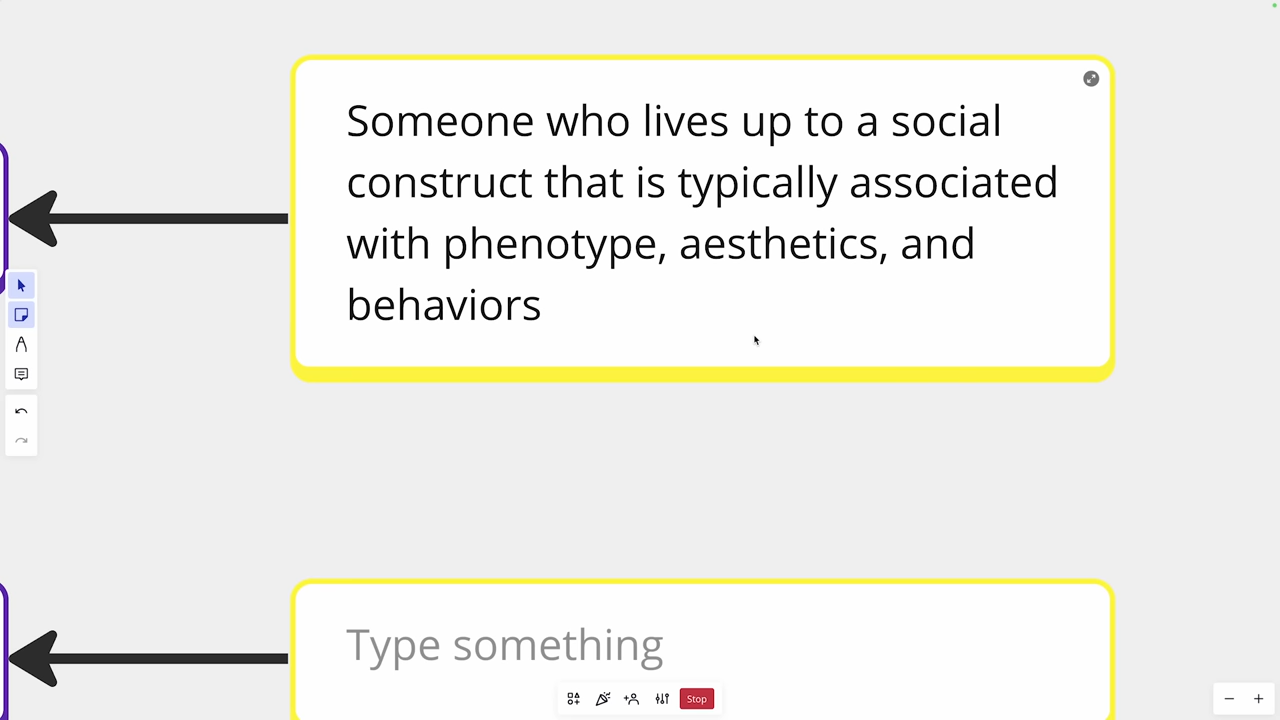 Someone who lives up to a social
construct that is typically associated
with phenotype, aesthetics, and
behaviors
Type something
Stop